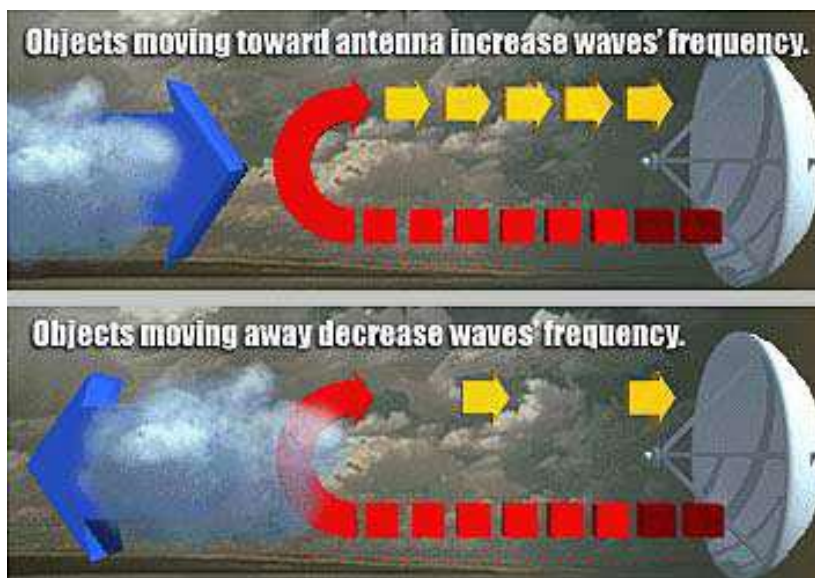 Objects moving toward antenna increase waves' frequency.
Objects moving away decrease waves' frequency.